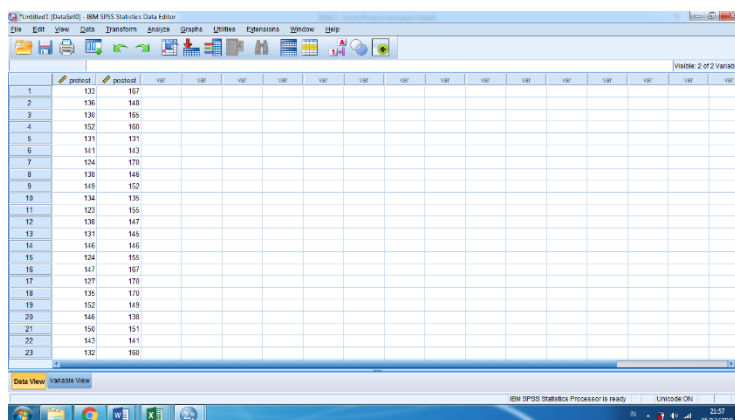 *Untitled1 [DataSet0] - IBM SPSS Statistics Data Editor
File Edit View Data Transform Analyze Graphs Utilities Extensions Window Help
Visible: 2 of 2 Variab
pretest postest var var var var var var var var var var var var var
1 133 167
2 136 148
3 130 165
4 152 160
5 131 131
6 141 143
7 124 170
8 138 146
9 149 152
10 134 135
11 123 155
12 130 147
13 131 145
14 146 146
15 124 155
16 147 167
17 127 170
18 135 170
19 152 149
20 146 138
21 150 151
22 143 141
23 132 160
Data View Variable View
IBM SPSS Statistics Processor is ready Unicode:ON
21:57